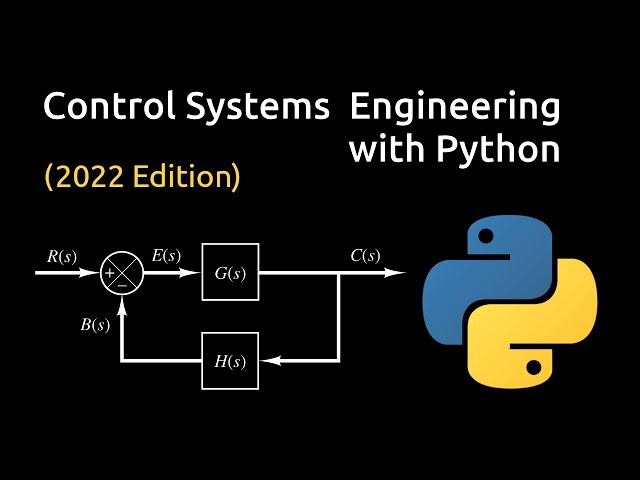 Control Systems Engineering
with Python
(2022 Edition)
R(s)
+
−
E(s)
G(s)
C(s)
B(s)
H(s)